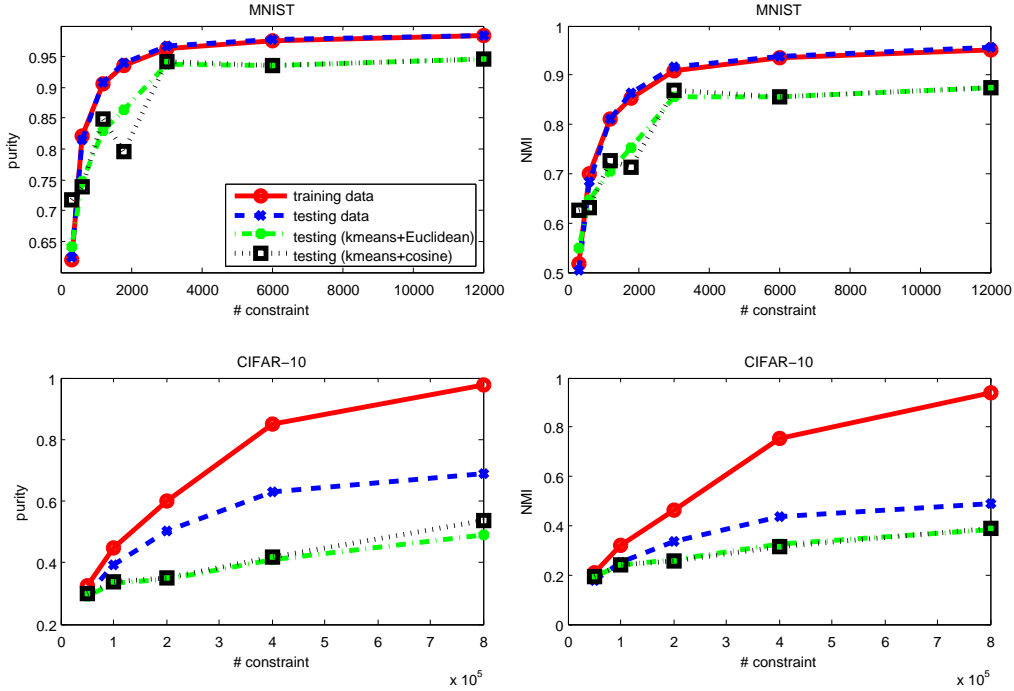 MNIST
0.95
0.9
0.85
0.8
0.75
0.7
0.65
purity
training data
testing data
testing (kmeans+Euclidean)
testing (kmeans+cosine)
0 2000 4000 6000 8000 10000 12000
# constraint
MNIST
1
0.9
0.8
0.7
0.6
0.5
NMI
0 2000 4000 6000 8000 10000 12000
# constraint
CIFAR−10
1
0.8
0.6
0.4
0.2
purity
0 1 2 3 4 5 6 7 8
# constraint
x 10^5
CIFAR−10
1
0.8
0.6
0.4
0.2
0
NMI
0 1 2 3 4 5 6 7 8
# constraint
x 10^5